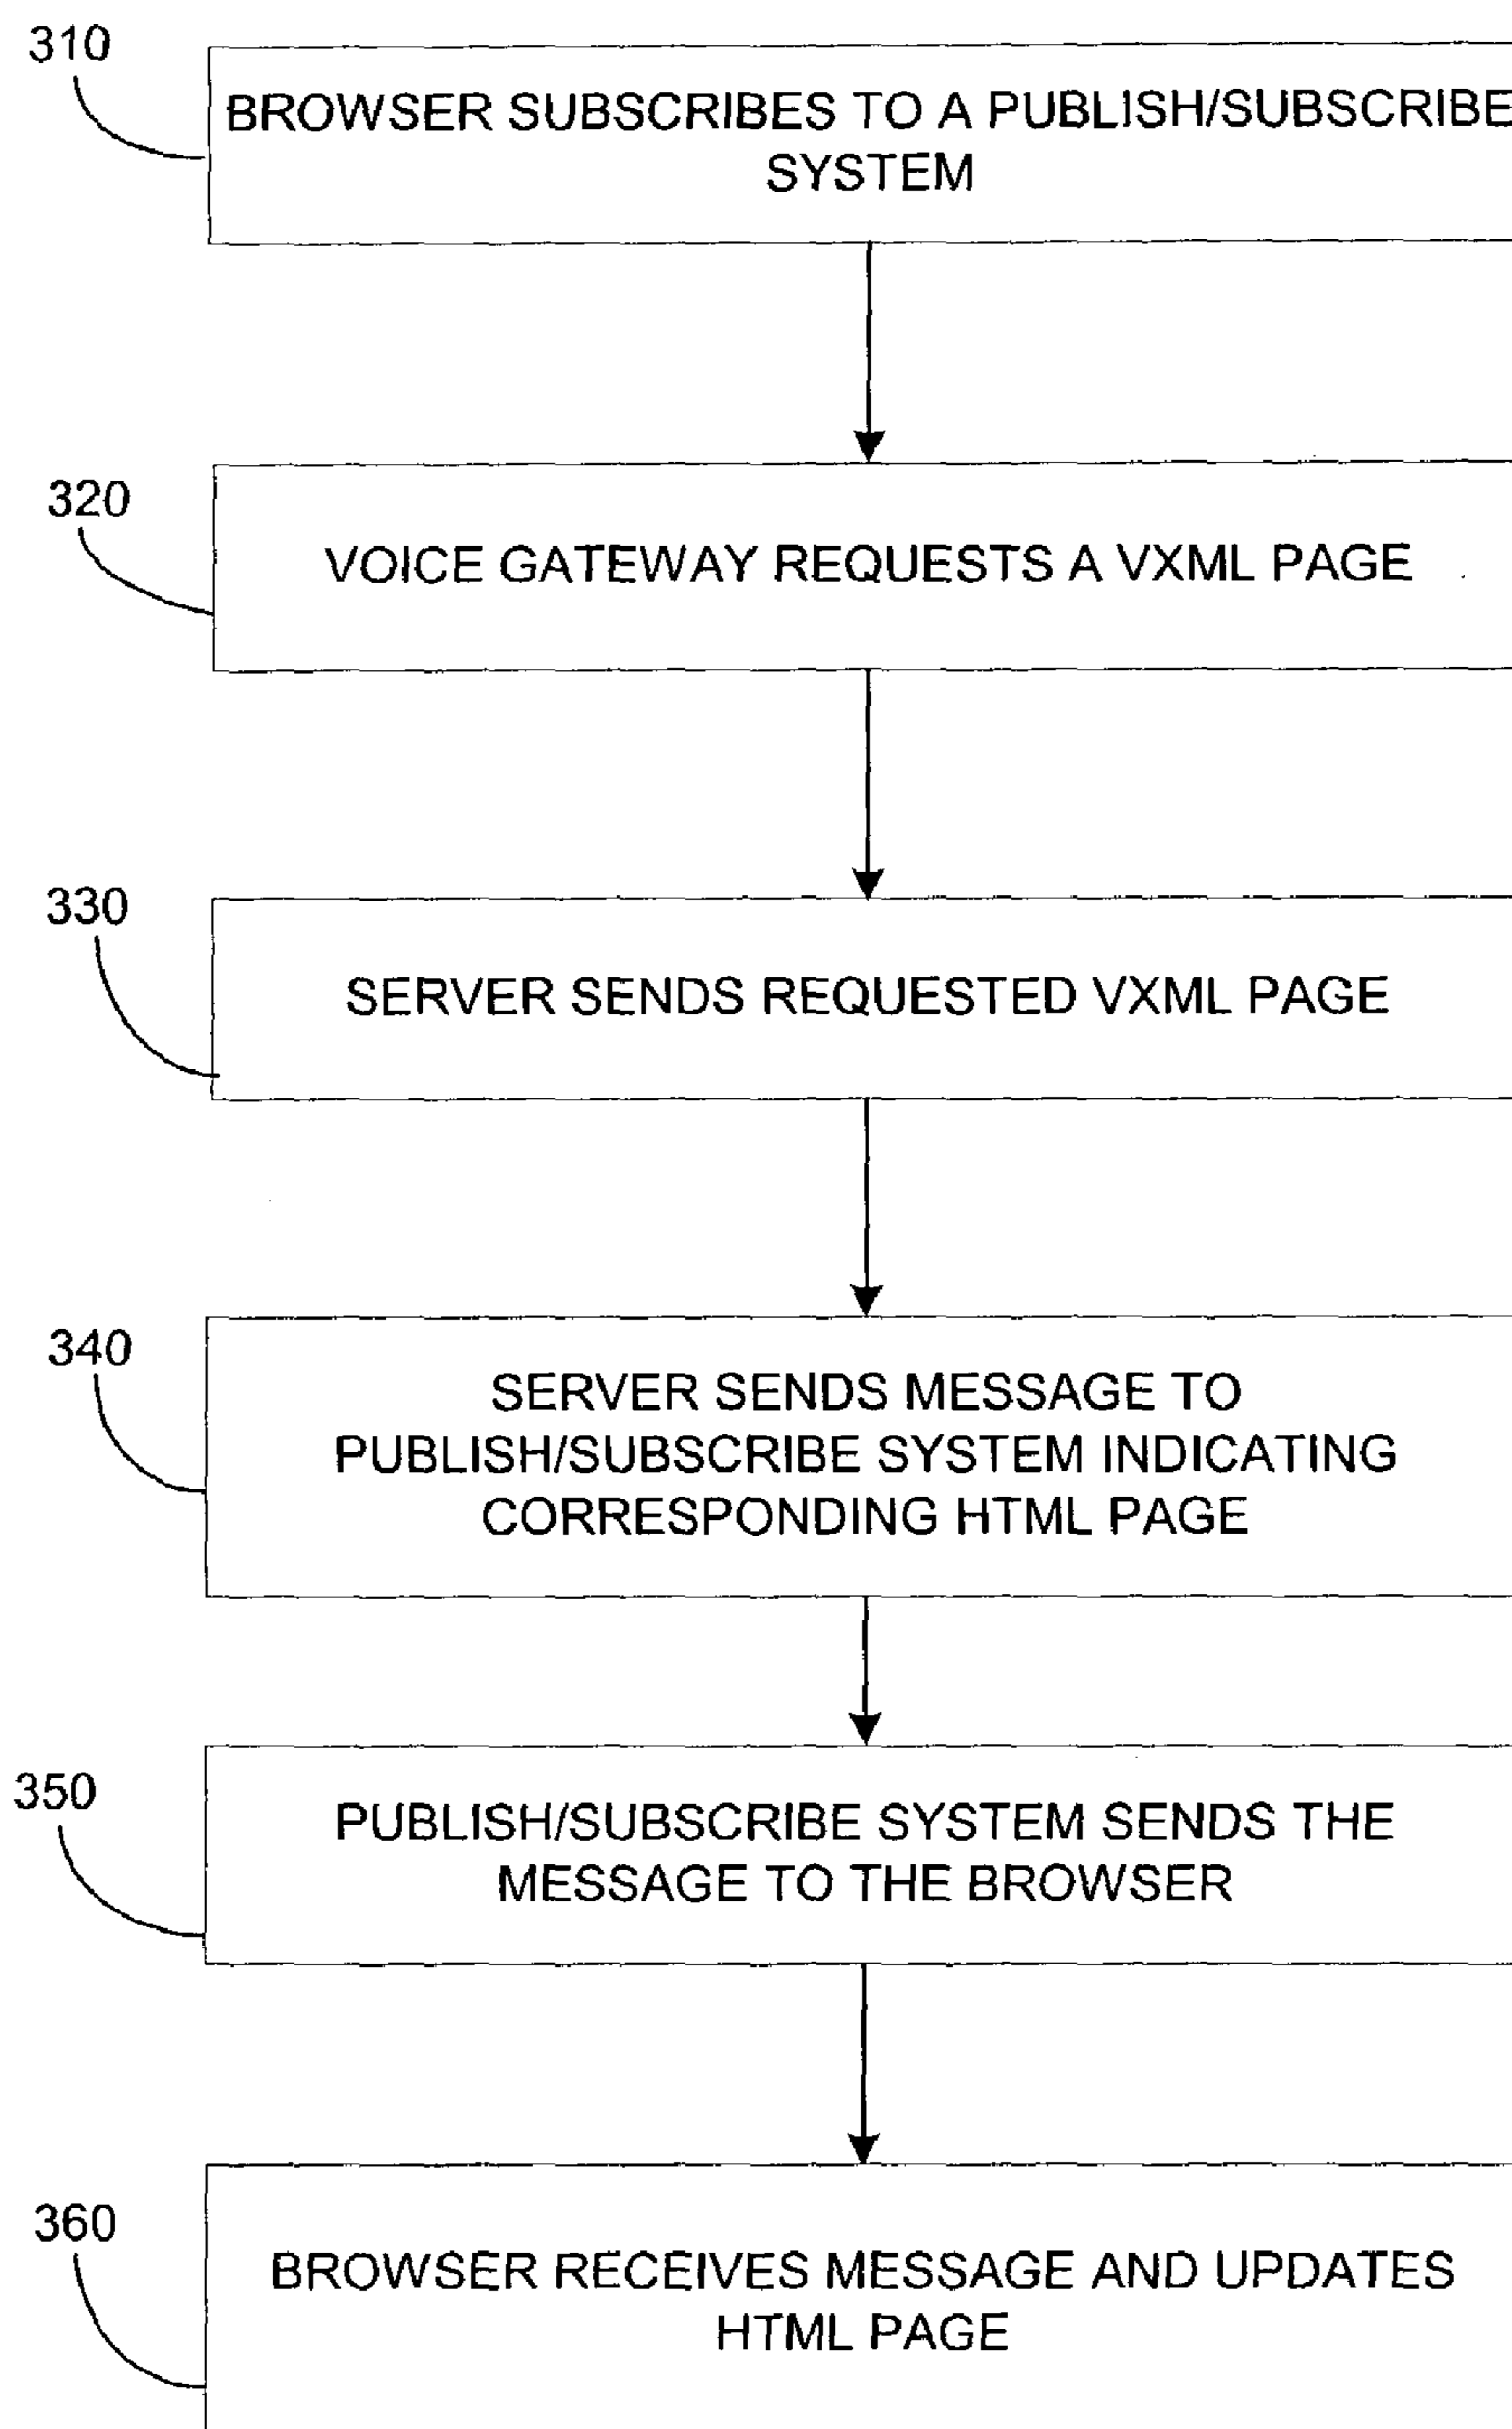 310
BROWSER SUBSCRIBES TO A PUBLISH/SUBSCRIBE
SYSTEM
320
VOICE GATEWAY REQUESTS A VXML PAGE
330
SERVER SENDS REQUESTED VXML PAGE
340
SERVER SENDS MESSAGE TO
PUBLISH/SUBSCRIBE SYSTEM INDICATING
CORRESPONDING HTML PAGE
350
PUBLISH/SUBSCRIBE SYSTEM SENDS THE
MESSAGE TO THE BROWSER
360
BROWSER RECEIVES MESSAGE AND UPDATES
HTML PAGE